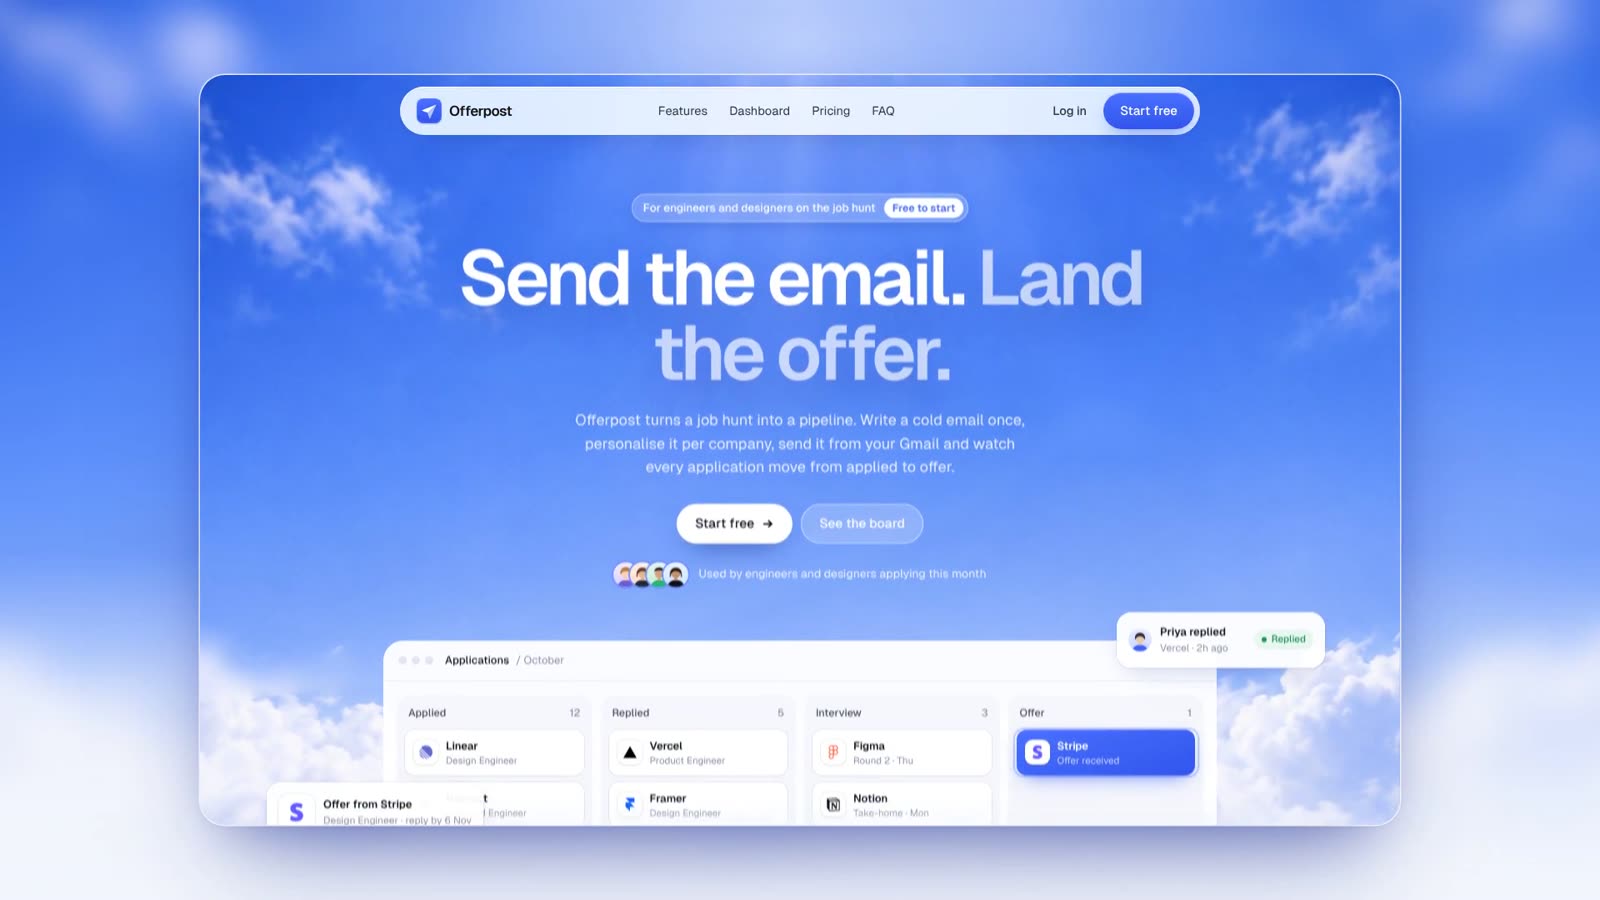 Offerpost
Features
Dashboard
Pricing
FAQ
Log in
Start free
For engineers and designers on the job hunt
Free to start
Send the email. Land
the offer.
Offerpost turns a job hunt into a pipeline. Write a cold email once,
personalise it per company, send it from your Gmail and watch
every application move from applied to offer.
Start free →
See the board
Used by engineers and designers applying this month
Priya replied
Vercel · 2h ago
Replied
Applications / October
Applied 12
Linear
Design Engineer
Engineer
Replied 5
Vercel
Product Engineer
Framer
Design Engineer
Interview 3
Figma
Round 2 · Thu
Notion
Take-home · Mon
Offer 1
Stripe
Offer received
Offer from Stripe
Design Engineer · reply by 6 Nov